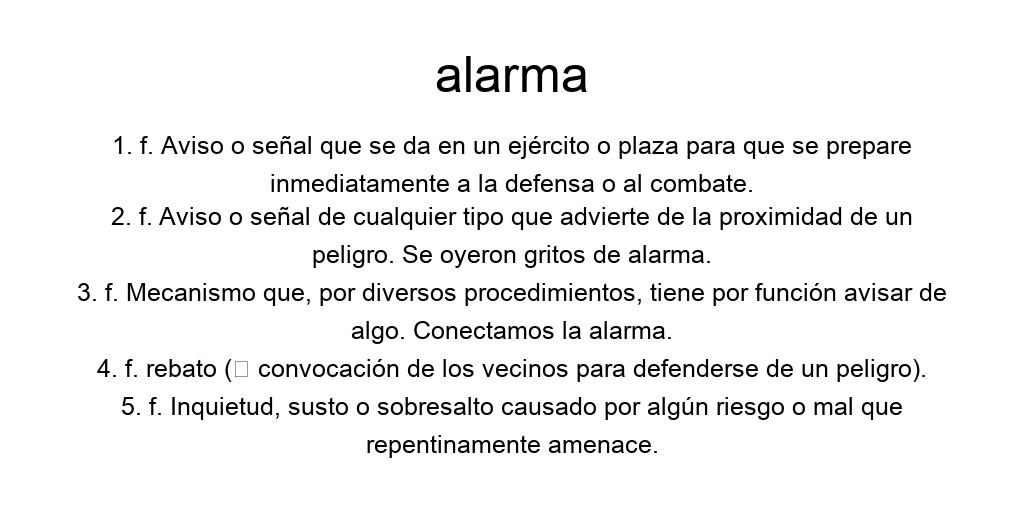 alarma
1. f. Aviso o señal que se da en un ejército o plaza para que se prepare
inmediatamente a la defensa o al combate.
2. f. Aviso o señal de cualquier tipo que advierte de la proximidad de un
peligro. Se oyeron gritos de alarma.
3. f. Mecanismo que, por diversos procedimientos, tiene por función avisar de
algo. Conectamos la alarma.
4. f. rebato (□ convocación de los vecinos para defenderse de un peligro).
5. f. Inquietud, susto o sobresalto causado por algún riesgo o mal que
repentinamente amenace.